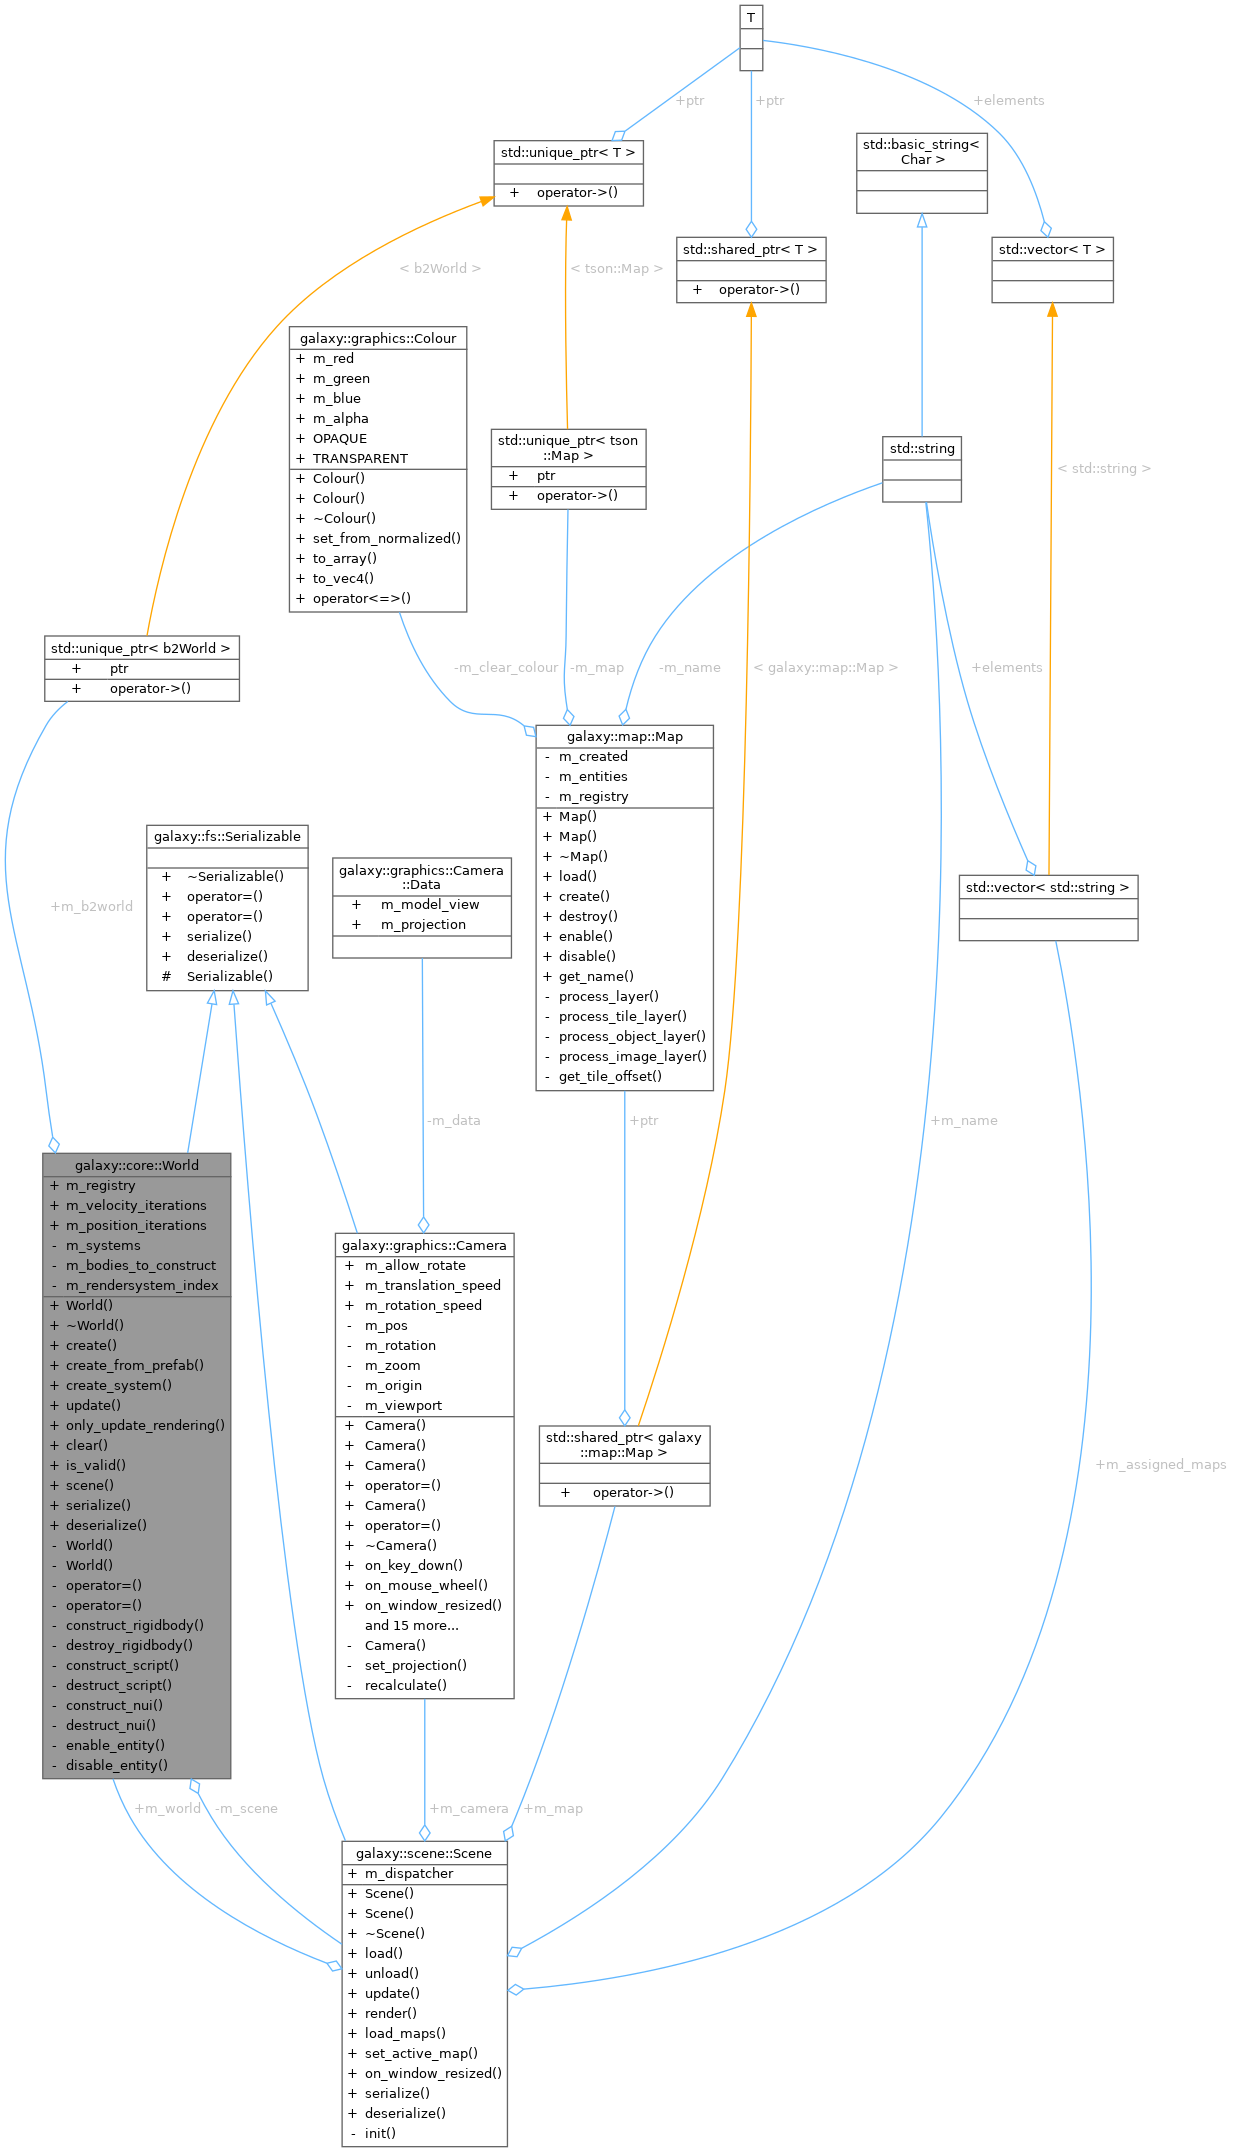 T
+ptr
+ptr
+elements
std::unique_ptr< T >
+ operator->()
std::basic_string<
Char >
std::shared_ptr< T >
+ operator->()
std::vector< T >
< b2World >
< tson::Map >
galaxy::graphics::Colour
+ m_red
+ m_green
+ m_blue
+ m_alpha
+ OPAQUE
+ TRANSPARENT
+ Colour()
+ Colour()
+ ~Colour()
+ set_from_normalized()
+ to_array()
+ to_vec4()
+ operator<=>()
std::unique_ptr< tson
::Map >
+ ptr
+ operator->()
std::string
< std::string >
std::unique_ptr< b2World >
+ ptr
+ operator->()
-m_clear_colour
-m_map
-m_name
< galaxy::map::Map >
+elements
galaxy::map::Map
- m_created
- m_entities
- m_registry
+ Map()
+ Map()
+ ~Map()
+ load()
+ create()
+ destroy()
+ enable()
+ disable()
+ get_name()
- process_layer()
- process_tile_layer()
- process_object_layer()
- process_image_layer()
- get_tile_offset()
galaxy::fs::Serializable
+ ~Serializable()
+ operator=()
+ operator=()
+ serialize()
+ deserialize()
# Serializable()
galaxy::graphics::Camera
::Data
+ m_model_view
+ m_projection
std::vector< std::string >
+m_b2world
-m_data
+ptr
+m_name
galaxy::core::World
+ m_registry
+ m_velocity_iterations
+ m_position_iterations
- m_systems
- m_bodies_to_construct
- m_rendersystem_index
+ World()
+ ~World()
+ create()
+ create_from_prefab()
+ create_system()
+ update()
+ only_update_rendering()
+ clear()
+ is_valid()
+ scene()
+ serialize()
+ deserialize()
- World()
- World()
- operator=()
- operator=()
- construct_rigidbody()
- destroy_rigidbody()
- construct_script()
- destruct_script()
- construct_nui()
- destruct_nui()
- enable_entity()
- disable_entity()
galaxy::graphics::Camera
+ m_allow_rotate
+ m_translation_speed
+ m_rotation_speed
- m_pos
- m_rotation
- m_zoom
- m_origin
- m_viewport
+ Camera()
+ Camera()
+ Camera()
+ operator=()
+ Camera()
+ operator=()
+ ~Camera()
+ on_key_down()
+ on_mouse_wheel()
+ on_window_resized()
and 15 more...
- Camera()
- set_projection()
- recalculate()
std::shared_ptr< galaxy
::map::Map >
+ operator->()
+m_assigned_maps
+m_world
-m_scene
+m_camera
+m_map
galaxy::scene::Scene
+ m_dispatcher
+ Scene()
+ Scene()
+ ~Scene()
+ load()
+ unload()
+ update()
+ render()
+ load_maps()
+ set_active_map()
+ on_window_resized()
+ serialize()
+ deserialize()
- init()